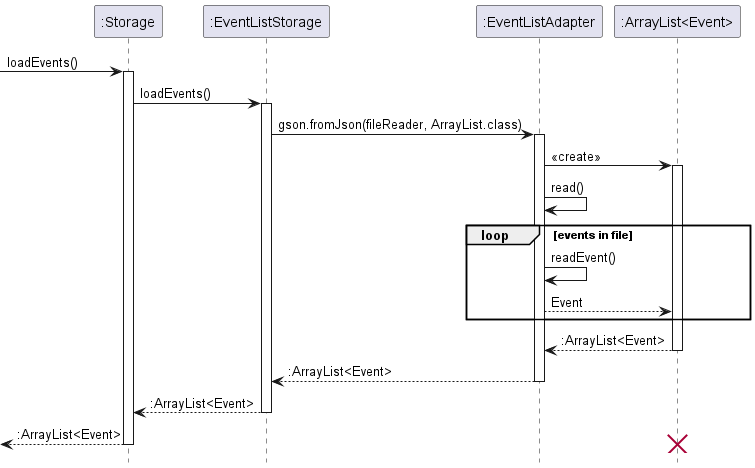 :Storage
:EventListStorage
:EventListAdapter
:ArrayList<Event>
loadEvents()
loadEvents()
gson.fromJson(fileReader, ArrayList.class)
«create»
read()
loop
[events in file]
readEvent()
Event
:ArrayList<Event>
:ArrayList<Event>
:ArrayList<Event>
:ArrayList<Event>